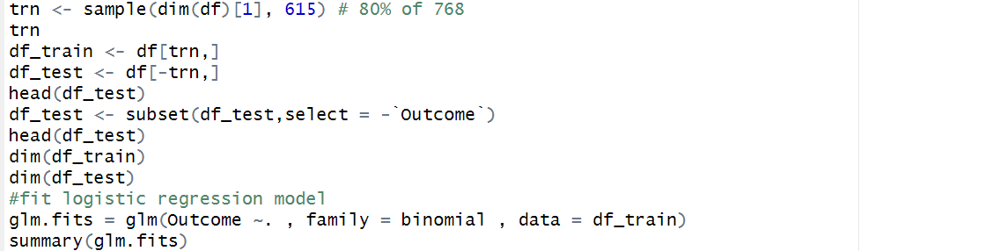 trn <- sample(dim(df)[1], 615) # 80% of 768
trn
df_train <- df[trn,]
df_test <- df[-trn,]
head(df_test)
df_test <- subset(df_test,select = -`Outcome`)
head(df_test)
dim(df_train)
dim(df_test)
#fit logistic regression model
glm.fits = glm(Outcome ~. , family = binomial , data = df_train)
summary(glm.fits)